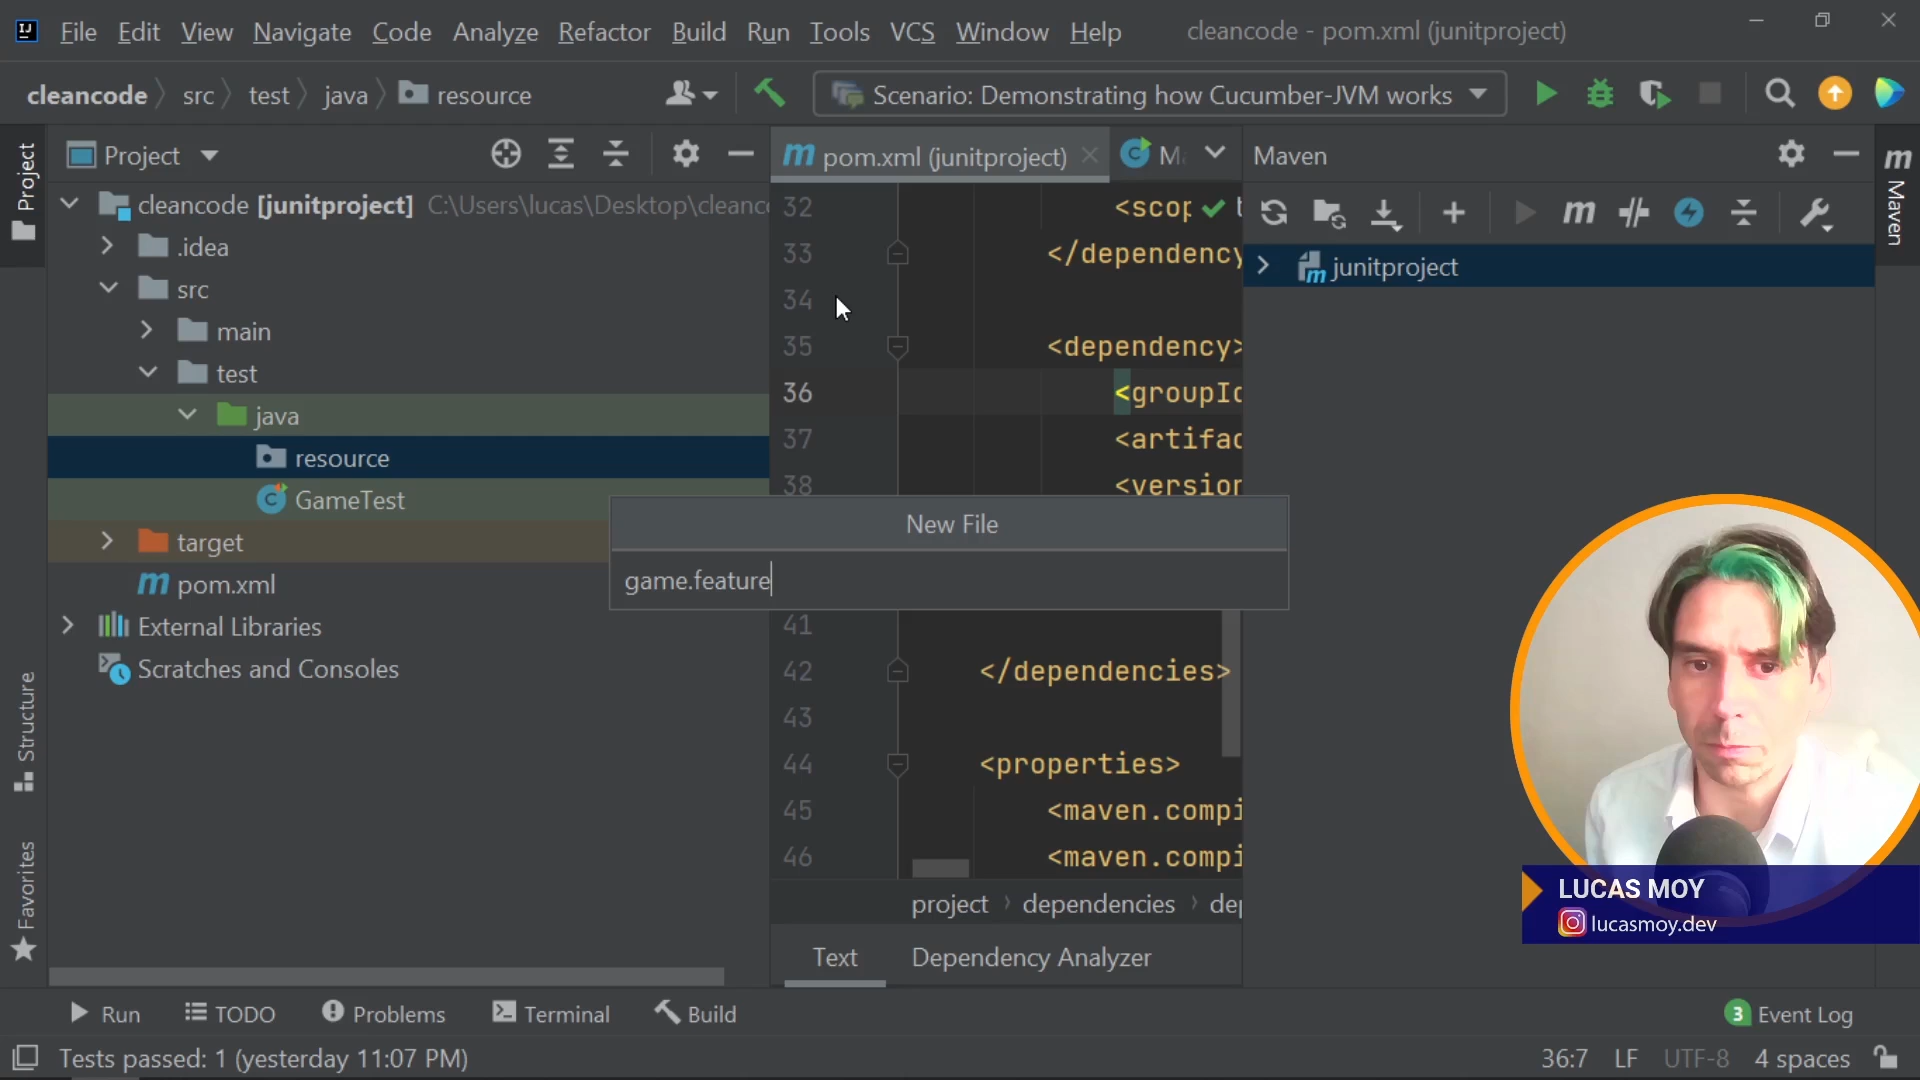 File Edit View Navigate Code Analyze Refactor Build Run Tools VCS Window Help cleancode - pom.xml (junitproject)
cleancode src test java resource Scenario: Demonstrating how Cucumber-JVM works
Project
pom.xml (junitproject)
Maven
Project
Maven
cleancode [junitproject] C:\Users\lucas\Desktop\cleanc
.idea
src
main
test
java
resource
GameTest
target
pom.xml
External Libraries
Scratches and Consoles
32 <scop
33 </dependency
34
35 <dependency>
36 <groupId
37 <artifac
38 <version
41
42 </dependencies>
43
44 <properties>
45 <maven.compi
46 <maven.compi
junitproject
New File
game.feature
project dependencies dep
Text Dependency Analyzer
Structure
Favorites
LUCAS MOY
lucasmoy.dev
Run TODO Problems Terminal Build 3 Event Log
Tests passed: 1 (yesterday 11:07 PM) 36:7 LF UTF-8 4 spaces